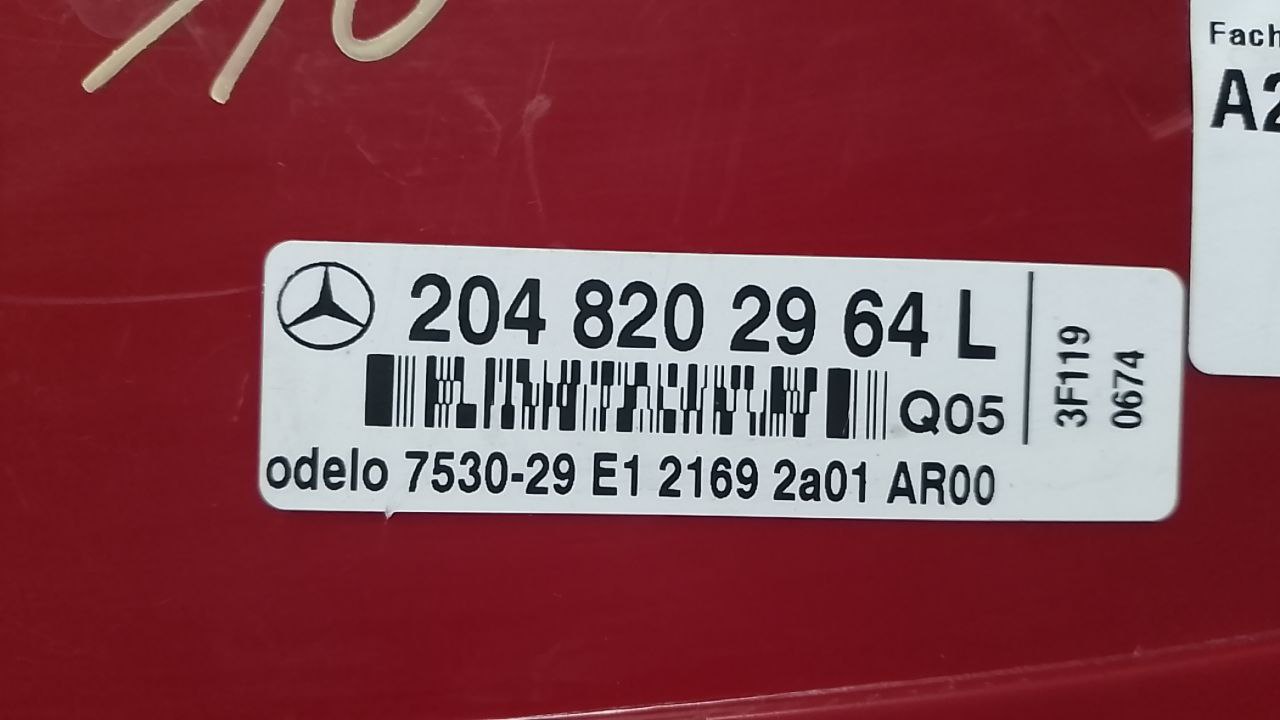 204 820 29 64 L
Q05
odelo 7530-29 E1 2169 2a01 AR00
3F119
0674
Fach
A2